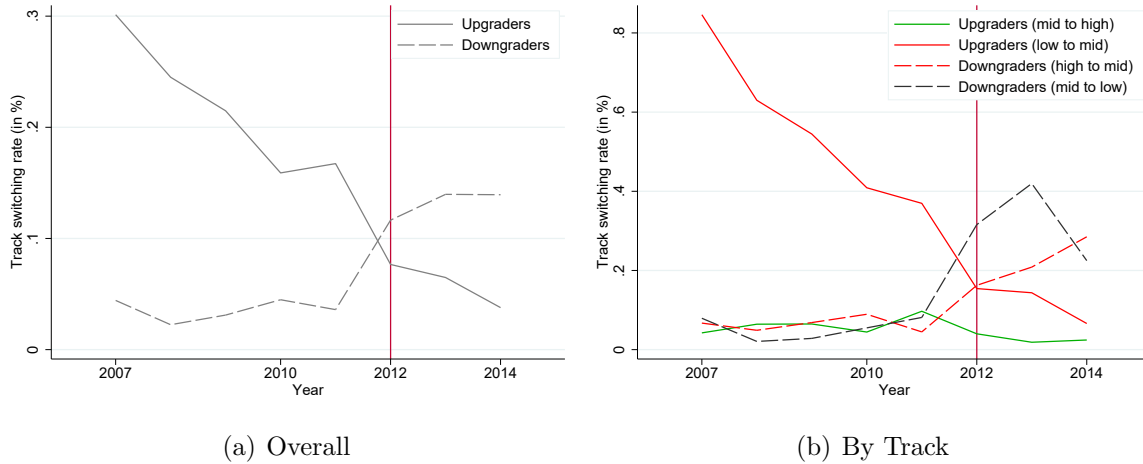 Upgraders
Downgraders
Track switching rate (in %)
.3
.2
.1
0
2007
2010
2012
2014
Year
(a) Overall
Upgraders (mid to high)
Upgraders (low to mid)
Downgraders (high to mid)
Downgraders (mid to low)
Track switching rate (in %)
.8
.6
.4
.2
0
2007
2010
2012
2014
Year
(b) By Track